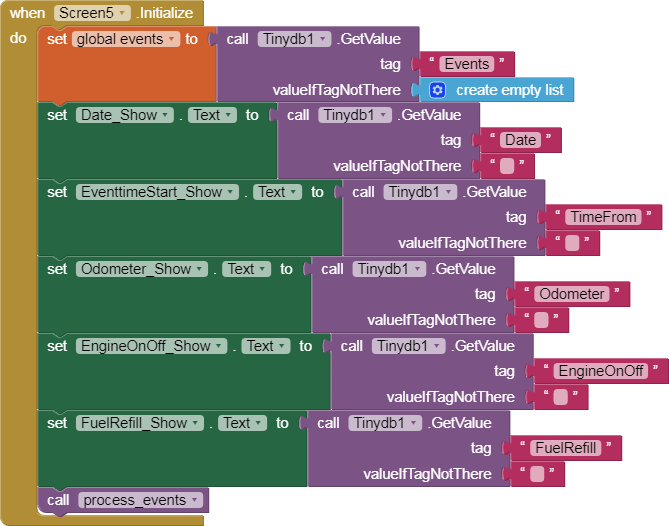 when Screen5 .Initialize
do set global events to call Tinydb1 .GetValue
tag “ Events ”
valueIfTagNotThere create empty list
set Date_Show . Text to call Tinydb1 .GetValue
tag “ Date ”
valueIfTagNotThere “ ”
set EventtimeStart_Show . Text to call Tinydb1 .GetValue
tag “ TimeFrom ”
valueIfTagNotThere “ ”
set Odometer_Show . Text to call Tinydb1 .GetValue
tag “ Odometer ”
valueIfTagNotThere “ ”
set EngineOnOff_Show . Text to call Tinydb1 .GetValue
tag “ EngineOnOff ”
valueIfTagNotThere “ ”
set FuelRefill_Show . Text to call Tinydb1 .GetValue
tag “ FuelRefill ”
valueIfTagNotThere “ ”
call process_events